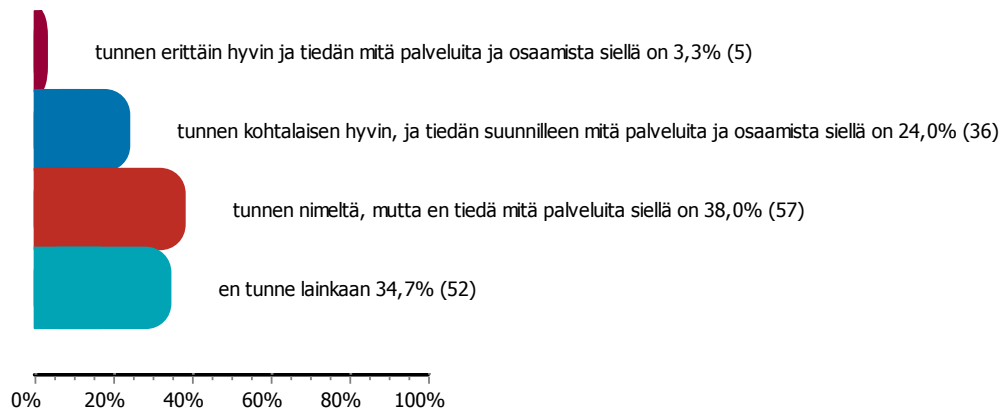 tunnen erittäin hyvin ja tiedän mitä palveluita ja osaamista siellä on 3,3% (5)
tunnen kohtalaisen hyvin, ja tiedän suunnilleen mitä palveluita ja osaamista siellä on 24,0% (36)
tunnen nimeltä, mutta en tiedä mitä palveluita siellä on 38,0% (57)
en tunne lainkaan 34,7% (52)
0% 20% 40% 60% 80% 100%